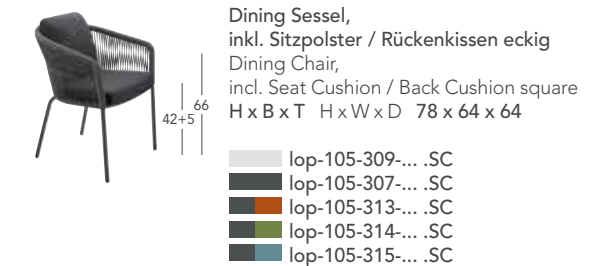 Dining Sessel,
inkl. Sitzpolster / Rückenkissen eckig
Dining Chair,
incl. Seat Cushion / Back Cushion square
H x B x T H x W x D 78 x 64 x 64
42+5
66
lop-105-309-... .SC
lop-105-307-... .SC
lop-105-313-... .SC
lop-105-314-... .SC
lop-105-315-... .SC